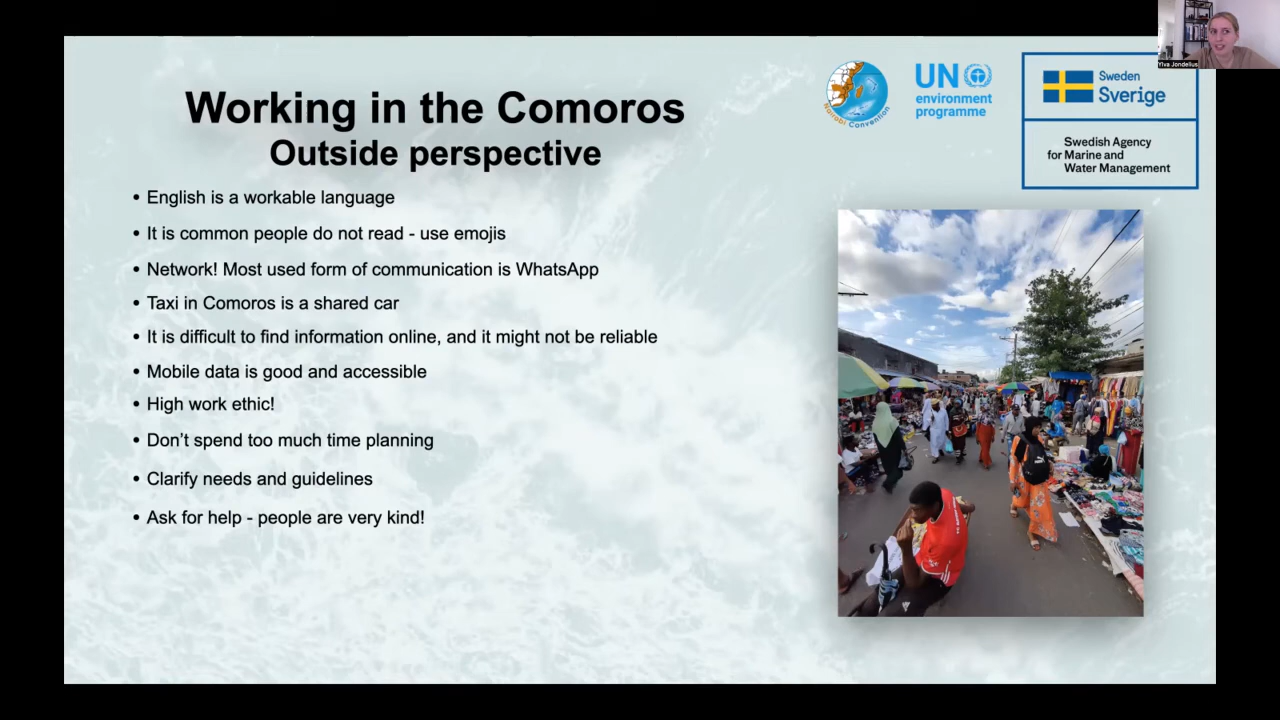 Ylva Jondelius
Working in the Comoros
Outside perspective
• English is a workable language
• It is common people do not read - use emojis
• Network! Most used form of communication is WhatsApp
• Taxi in Comoros is a shared car
• It is difficult to find information online, and it might not be reliable
• Mobile data is good and accessible
• High work ethic!
• Don’t spend too much time planning
• Clarify needs and guidelines
• Ask for help - people are very kind!
Nairobi Convention
UN
environment
programme
Sweden
Sverige
Swedish Agency
for Marine and
Water Management